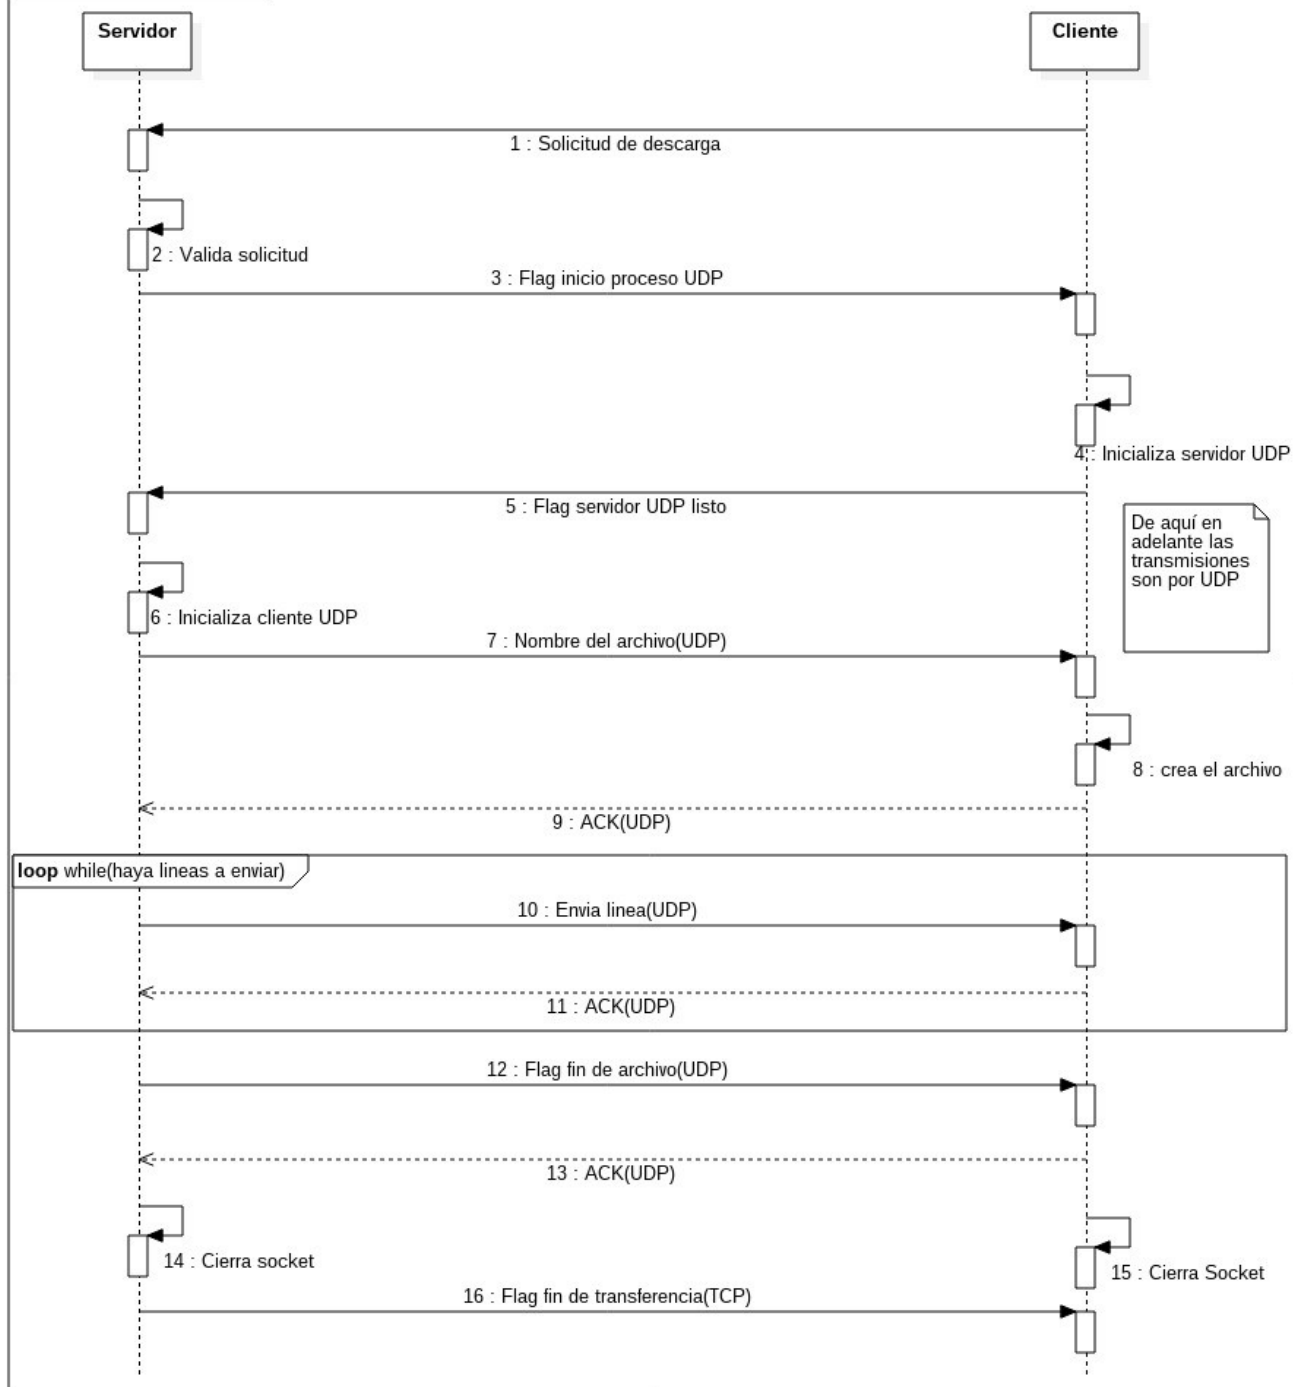 Servidor
Cliente
1 : Solicitud de descarga
2 : Valida solicitud
3 : Flag inicio proceso UDP
4 : Inicializa servidor UDP
5 : Flag servidor UDP listo
De aquí en
adelante las
transmisiones
son por UDP
6 : Inicializa cliente UDP
7 : Nombre del archivo(UDP)
8 : crea el archivo
9 : ACK(UDP)
loop while(haya lineas a enviar)
10 : Envia linea(UDP)
11 : ACK(UDP)
12 : Flag fin de archivo(UDP)
13 : ACK(UDP)
14 : Cierra socket
15 : Cierra Socket
16 : Flag fin de transferencia(TCP)